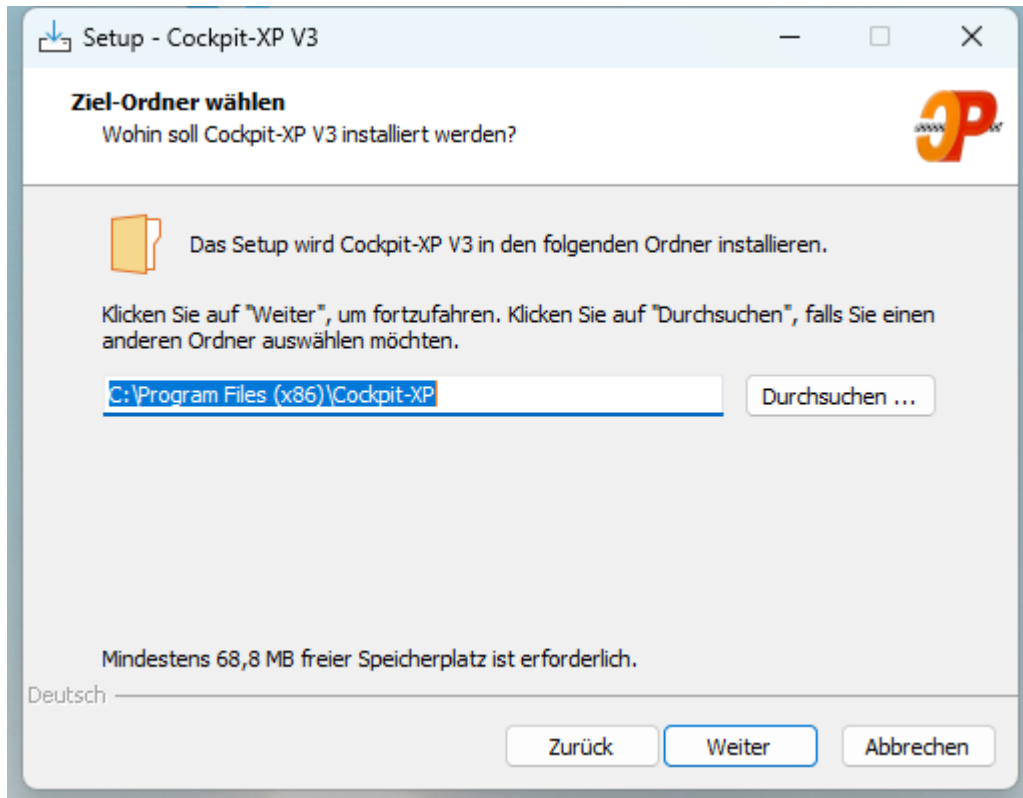 Setup - Cockpit-XP V3
Ziel-Ordner wählen
Wohin soll Cockpit-XP V3 installiert werden?
Das Setup wird Cockpit-XP V3 in den folgenden Ordner installieren.
Klicken Sie auf "Weiter", um fortzufahren. Klicken Sie auf "Durchsuchen", falls Sie einen
anderen Ordner auswählen möchten.
C:\Program Files (x86)\Cockpit-XP
Durchsuchen ...
Mindestens 68,8 MB freier Speicherplatz ist erforderlich.
Deutsch
Zurück
Weiter
Abbrechen